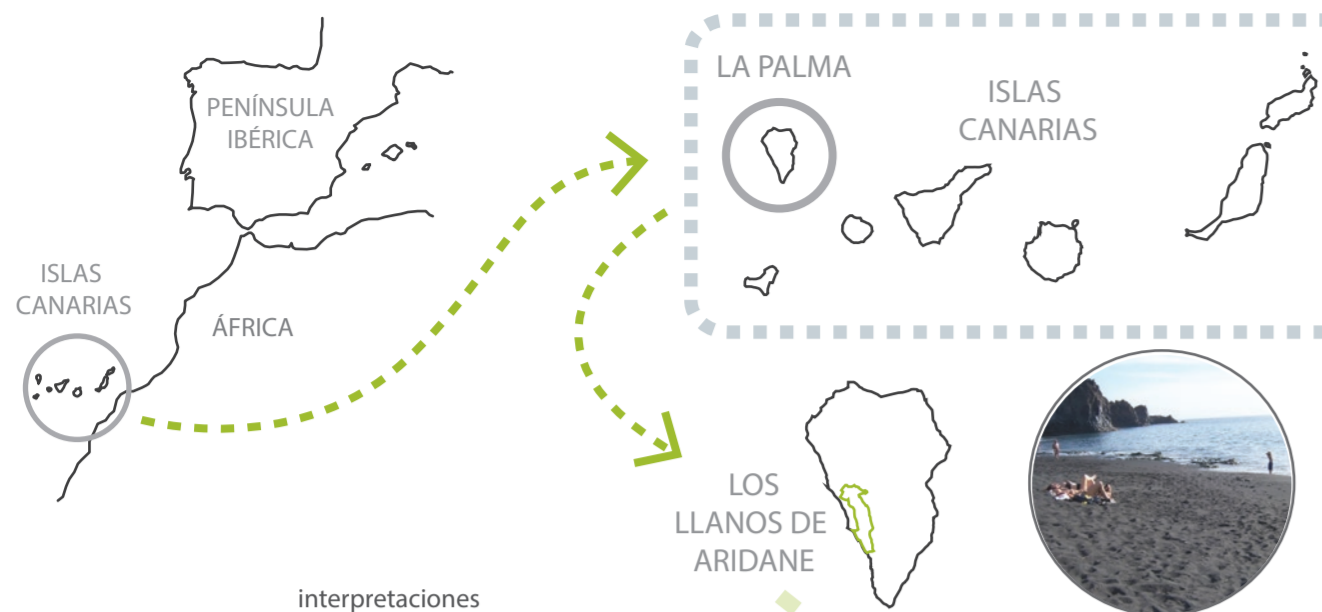 PENÍNSULA
IBÉRICA
ISLAS
CANARIAS
ÁFRICA
LA PALMA
ISLAS
CANARIAS
LOS
LLANOS DE
ARIDANE
interpretaciones